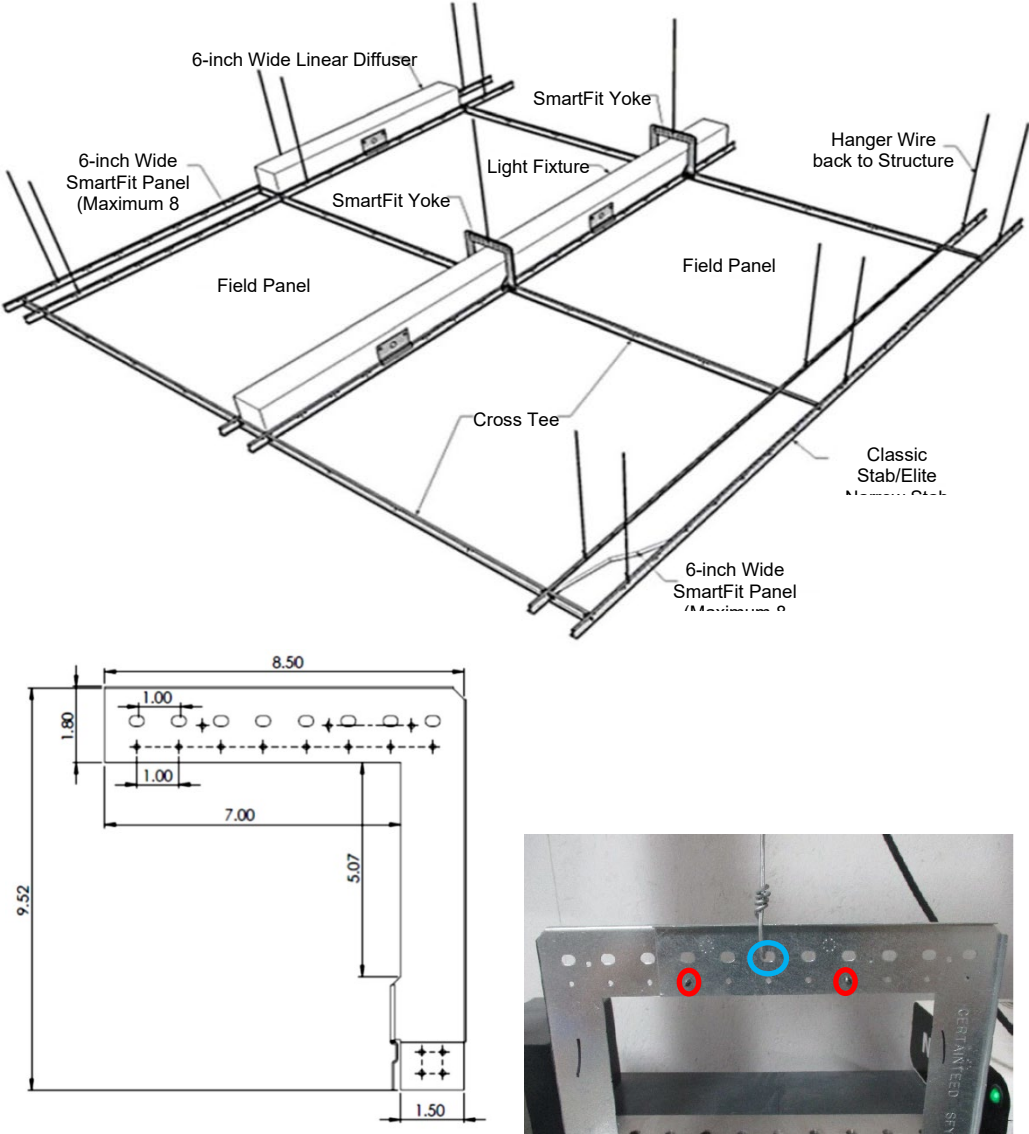 6-inch Wide Linear Diffuser
SmartFit Yoke
Hanger Wire
back to Structure
6-inch Wide
SmartFit Panel
(Maximum 8
Light Fixture
SmartFit Yoke
Field Panel
Field Panel
Cross Tee
Classic
Stab/Elite
6-inch Wide
SmartFit Panel
(Maximum 8
8.50
1.00
1.80
1.00
7.00
5.07
9.52
1.50
CERTAINTEED